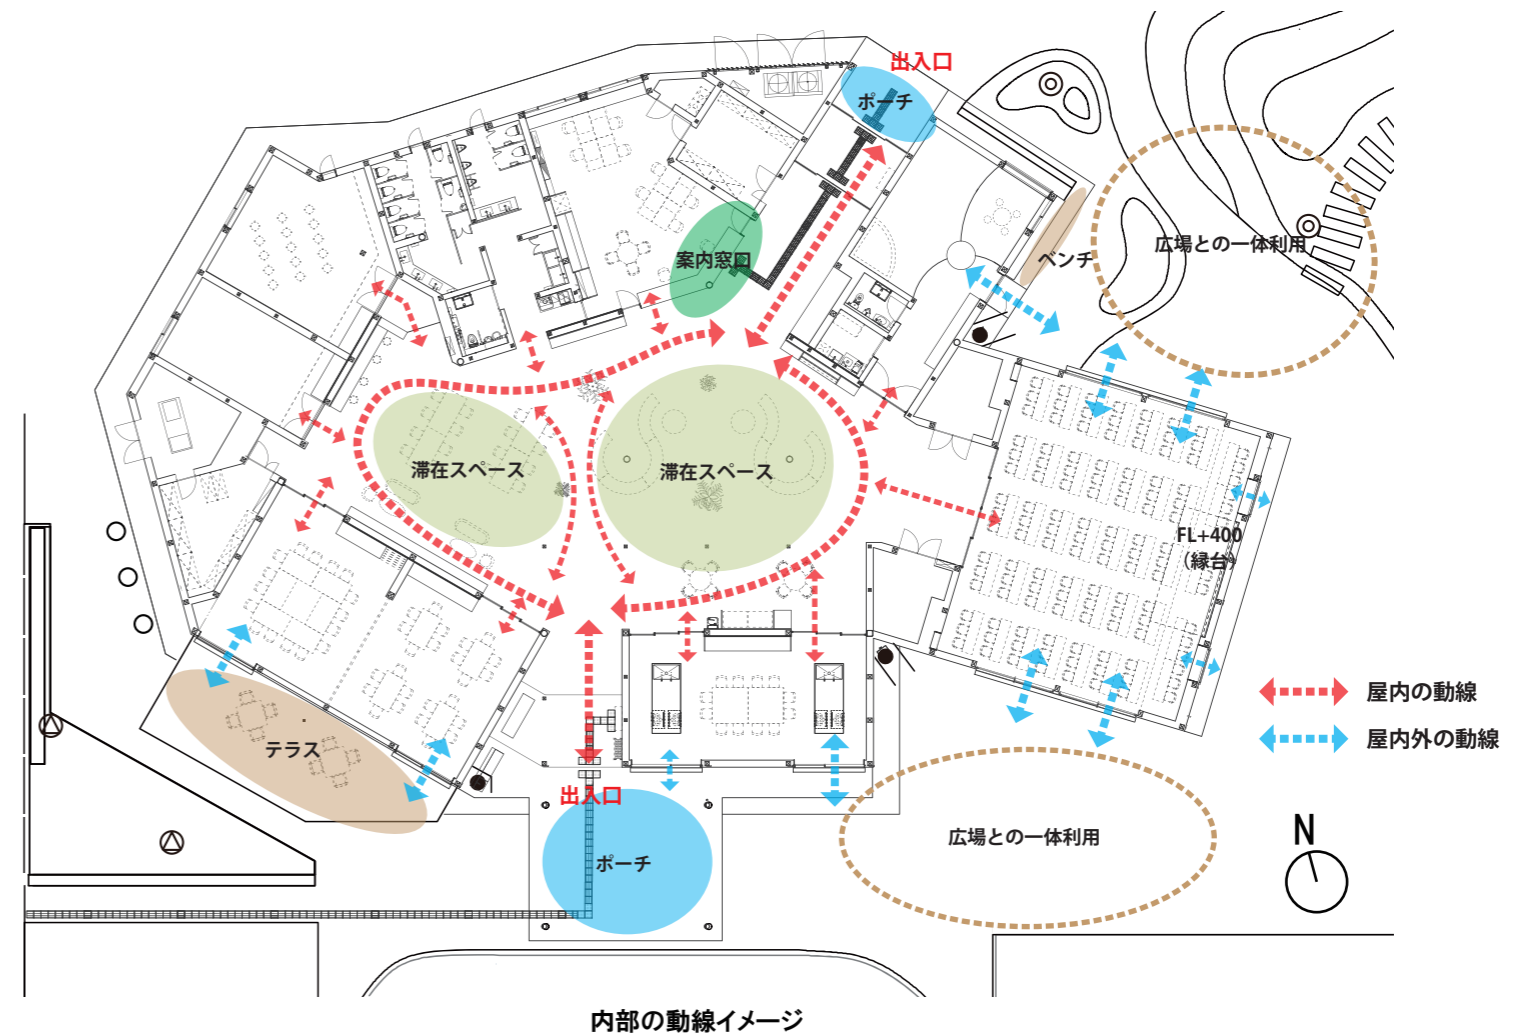 出入口
ポーチ
広場との一体利用
案内窓口
ベンチ
滞在スペース
滞在スペース
FL+400
（縁台）
屋内の動線
屋内外の動線
テラス
出入口
広場との一体利用
ポーチ
N
内部の動線イメージ